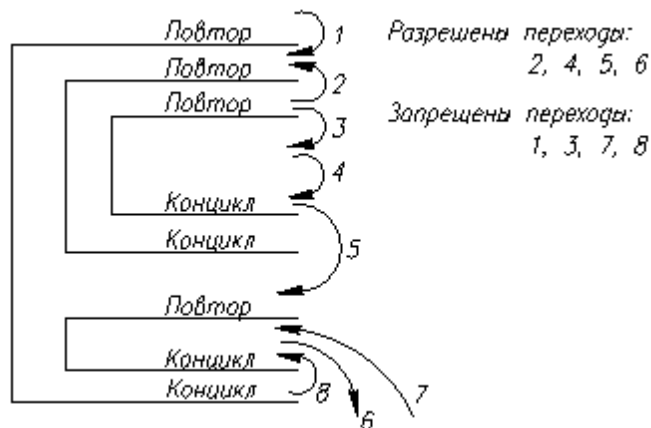 Повтор 1 Разрешены переходы:
Повтор 2 2, 4, 5, 6
Повтор 3 Запрещены переходы:
1, 3, 7, 8
4
Концикл
Концикл 5
Повтор
Концикл
Концикл 8 6 7